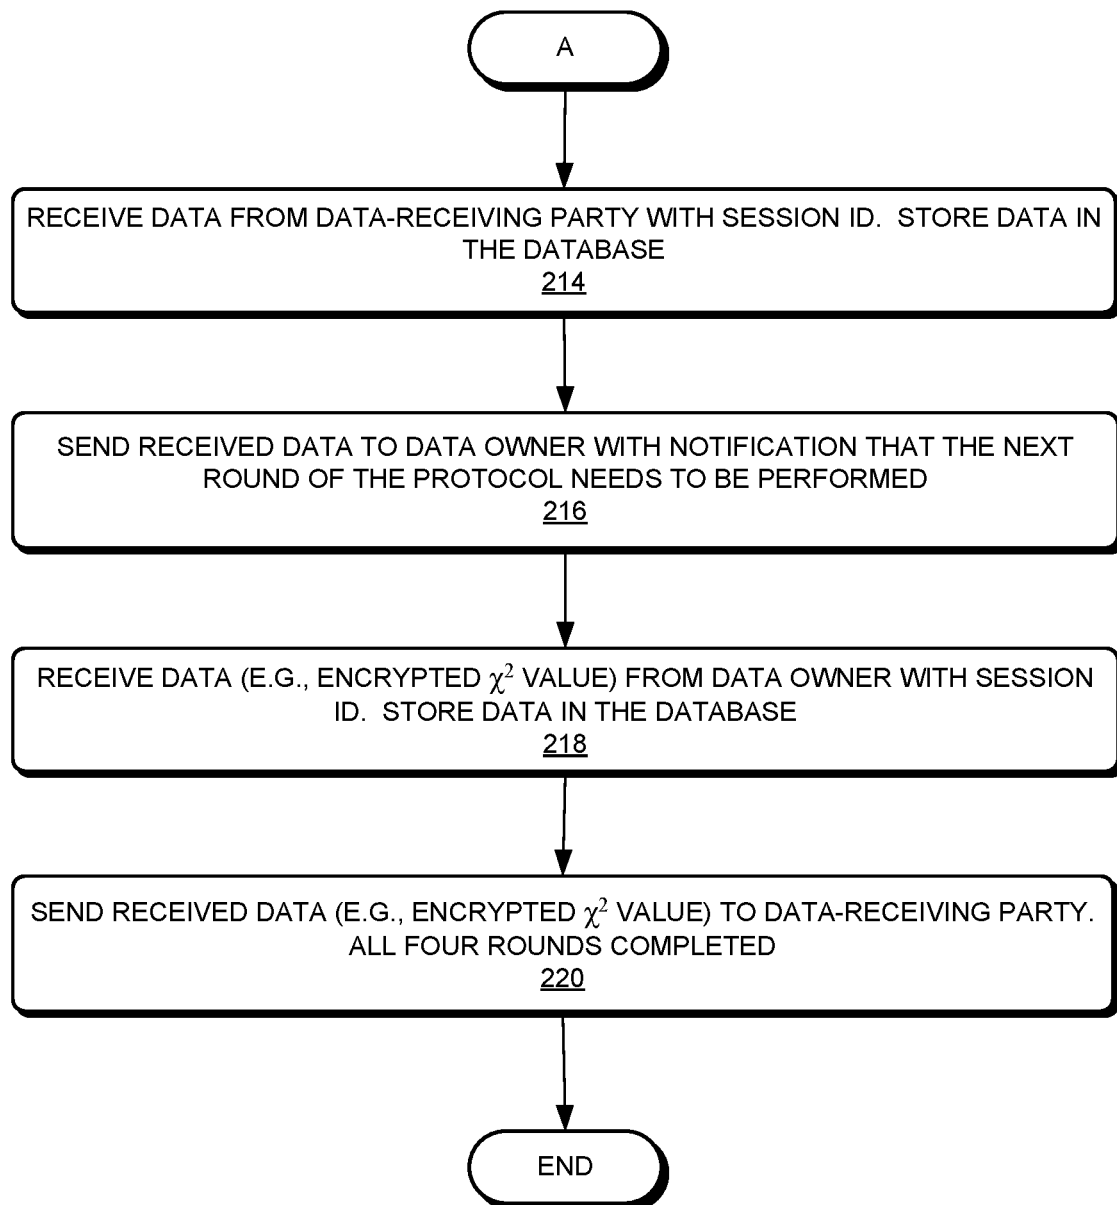 A
RECEIVE DATA FROM DATA-RECEIVING PARTY WITH SESSION ID.  STORE DATA IN
THE DATABASE
214
SEND RECEIVED DATA TO DATA OWNER WITH NOTIFICATION THAT THE NEXT
ROUND OF THE PROTOCOL NEEDS TO BE PERFORMED
216
RECEIVE DATA (E.G., ENCRYPTED χ² VALUE) FROM DATA OWNER WITH SESSION
ID.  STORE DATA IN THE DATABASE
218
SEND RECEIVED DATA (E.G., ENCRYPTED χ² VALUE) TO DATA-RECEIVING PARTY.
ALL FOUR ROUNDS COMPLETED
220
END